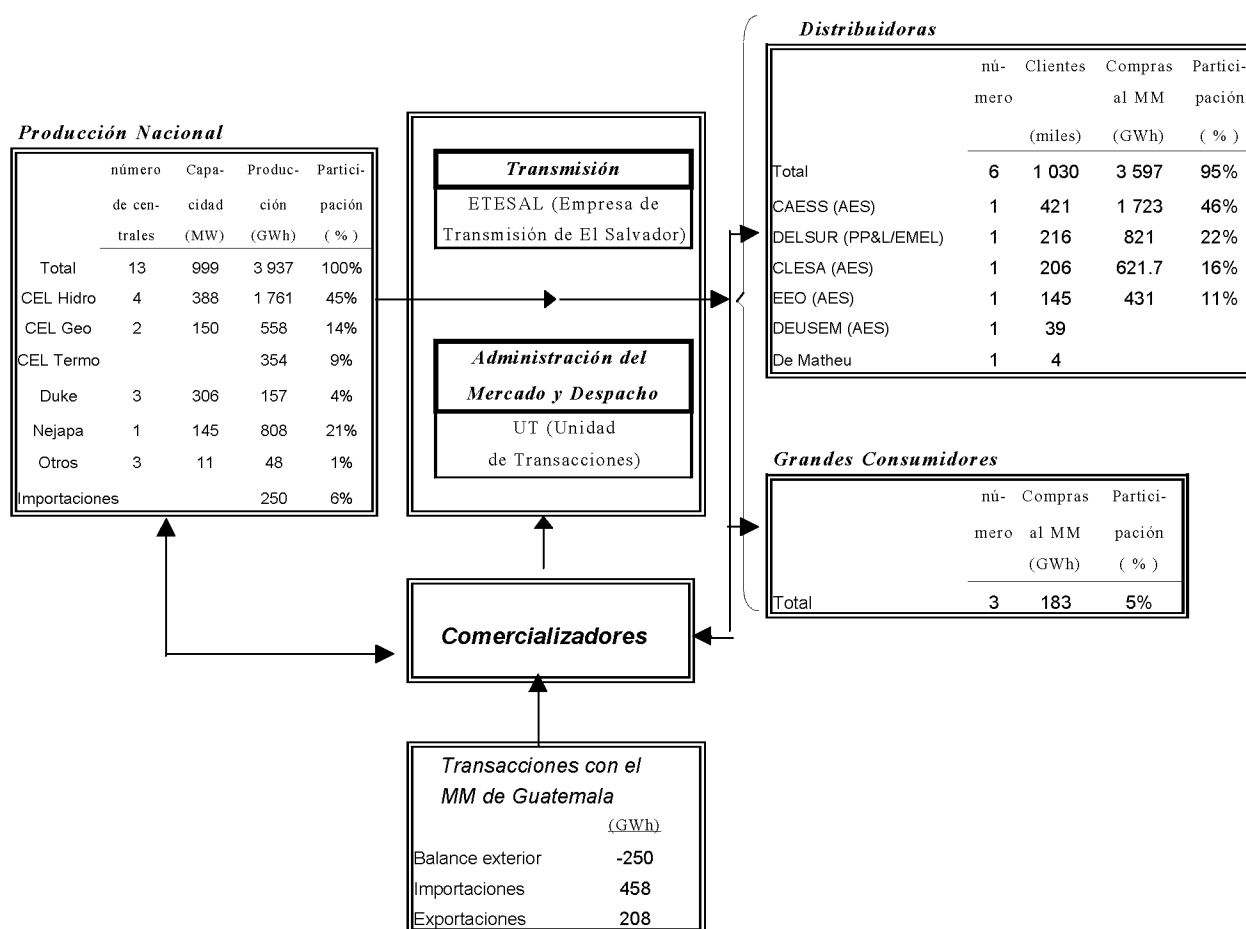 Producción Nacional
número Capa- Produc- Partici-
de cen- cidad ción pación
trales (MW) (GWh) ( % )
Total 13 999 3 937 100%
CEL Hidro 4 388 1 761 45%
CEL Geo 2 150 558 14%
CEL Termo 354 9%
Duke 3 306 157 4%
Nejapa 1 145 808 21%
Otros 3 11 48 1%
Importaciones 250 6%
Transmisión
ETESAL (Empresa de
Transmisión de El Salvador)
Administración del
Mercado y Despacho
UT (Unidad
de Transacciones)
Comercializadores
Transacciones con el
MM de Guatemala
(GWh)
Balance exterior -250
Importaciones 458
Exportaciones 208
Distribuidoras
nú- Clientes Compras Partici-
mero al MM pación
(miles) (GWh) ( % )
Total 6 1 030 3 597 95%
CAESS (AES) 1 421 1 723 46%
DELSUR (PP&L/EMEL) 1 216 821 22%
CLESA (AES) 1 206 621.7 16%
EEO (AES) 1 145 431 11%
DEUSEM (AES) 1 39
De Matheu 1 4
Grandes Consumidores
nú- Compras Partici-
mero al MM pación
(GWh) ( % )
Total 3 183 5%